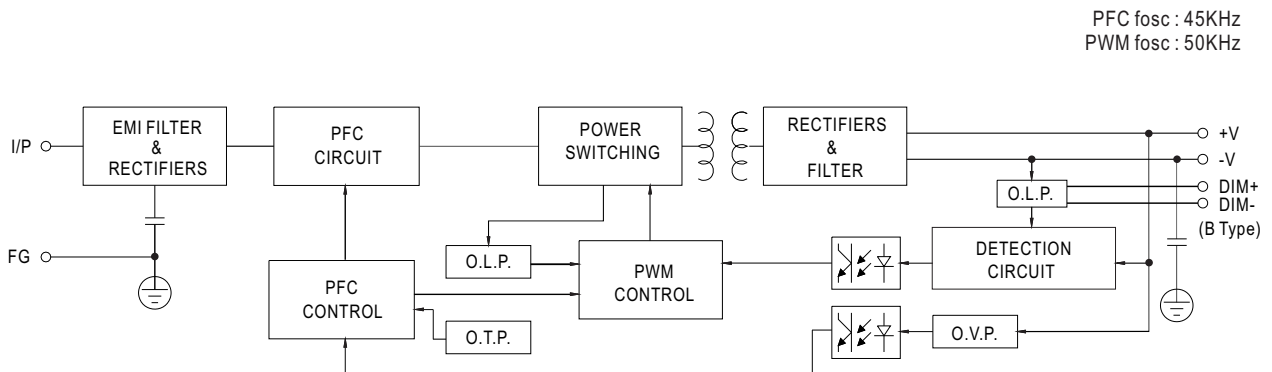 PFC fosc : 45KHz
PWM fosc : 50KHz
I/P
EMI FILTER
&
RECTIFIERS
PFC
CIRCUIT
POWER
SWITCHING
RECTIFIERS
&
FILTER
+V
-V
O.L.P.
DIM+
DIM-
(B Type)
FG
PFC
CONTROL
O.L.P.
O.T.P.
PWM
CONTROL
DETECTION
CIRCUIT
O.V.P.